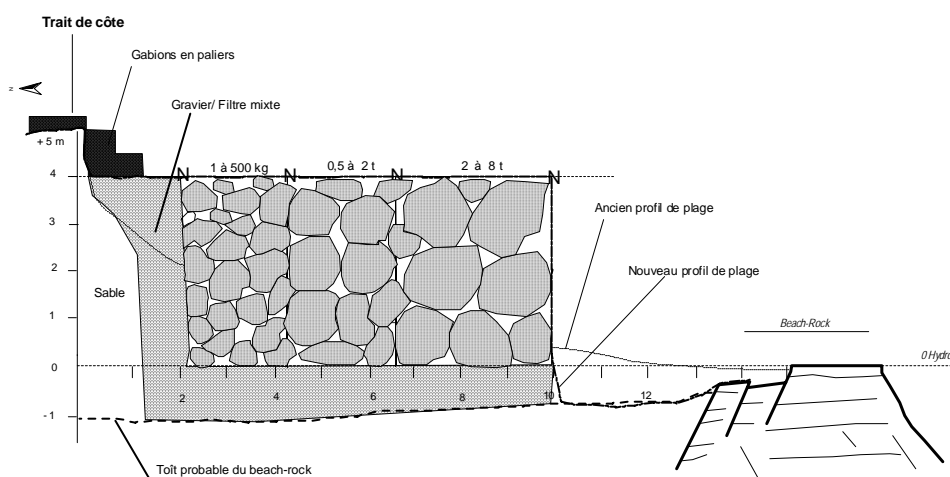 Trait de côte
Gabions en paliers
N
Gravier/ Filtre mixte
+ 5 m
1 à 500 kg
0,5 à 2 t
2 à 8 t
4
Ancien profil de plage
3
Nouveau profil de plage
2
Sable
1
Beach-Rock
0
0 Hydro
2
4
6
8
10
12
-1
Toît probable du beach-rock